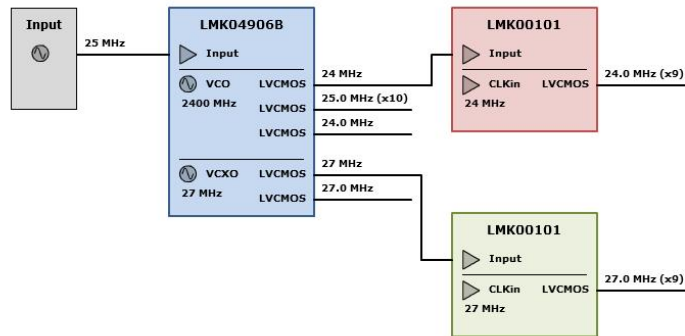 Input
25 MHz
LMK04906B
Input
VCO LVCMOS 24 MHz
2400 MHz
LVCMOS 25.0 MHz (x10)
LVCMOS 24.0 MHz
VCXO LVCMOS 27 MHz
27 MHz
LVCMOS 27.0 MHz
LMK00101
Input
CLKin LVCMOS 24.0 MHz (x9)
24 MHz
LMK00101
Input
CLKin LVCMOS 27.0 MHz (x9)
27 MHz